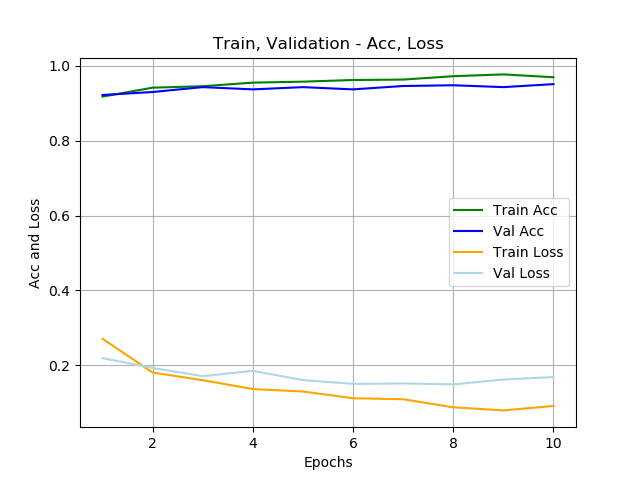 Train, Validation - Acc, Loss
1.0
0.8
0.6
0.4
0.2
Acc and Loss
Train Acc
Val Acc
Train Loss
Val Loss
2 4 6 8 10
Epochs